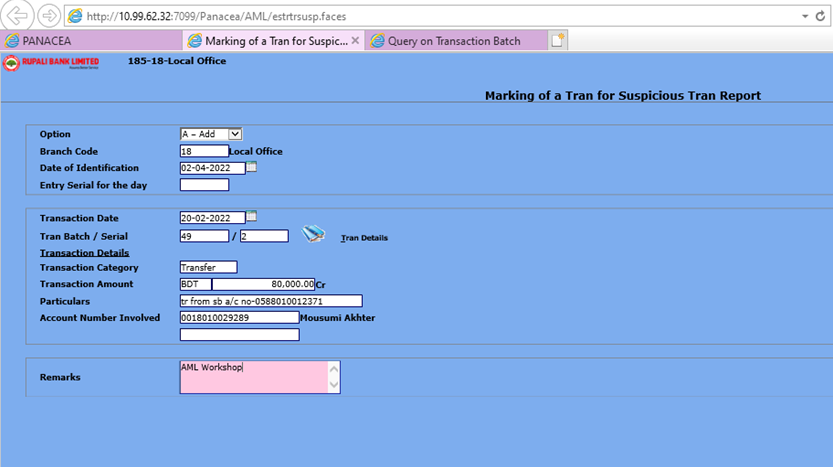 http://10.99.62.32:7099/Panacea/AML/estrtrsusp.faces
PANACEA Marking of a Tran for Suspic... Query on Transaction Batch
RUPALI BANK LIMITED 185-18-Local Office
Marking of a Tran for Suspicious Tran Report
Option A – Add
Branch Code 18 Local Office
Date of Identification 02-04-2022
Entry Serial for the day
Transaction Date 20-02-2022
Tran Batch / Serial 49 / 2 Tran Details
Transaction Details
Transaction Category Transfer
Transaction Amount BDT 80,000.00 Cr
Particulars tr from sb a/c no-0588010012371
Account Number Involved 0018010029289 Mousumi Akhter
Remarks AML Workshop